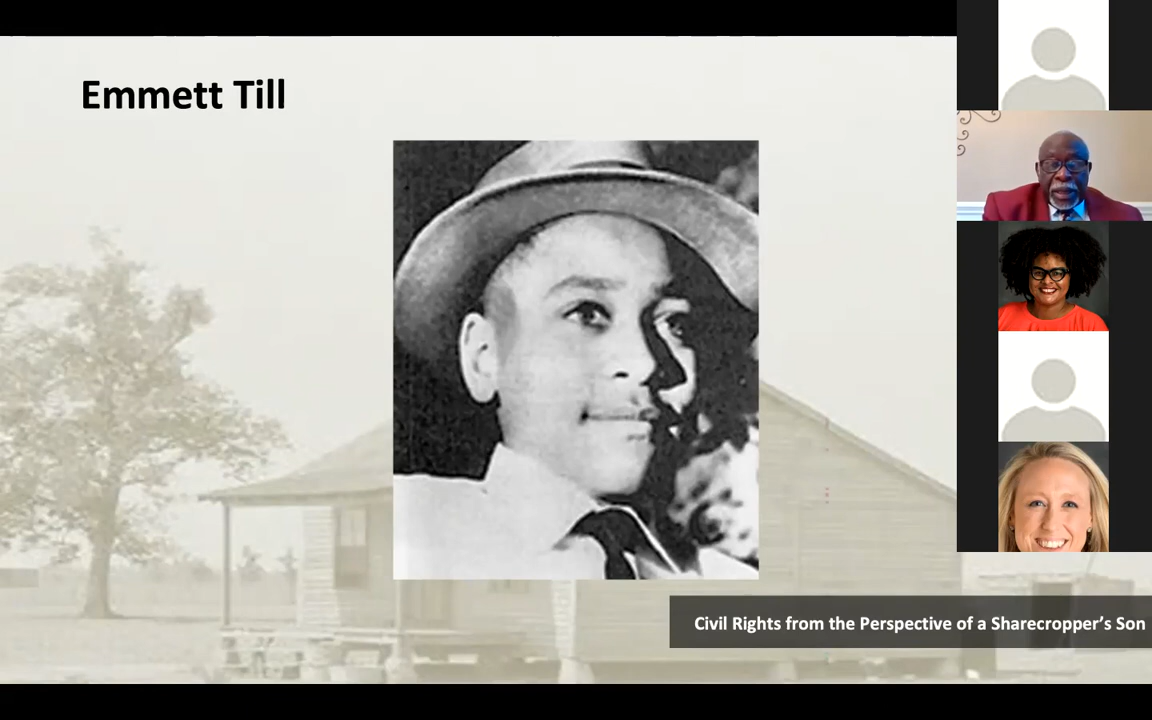 Emmett Till
Civil Rights from the Perspective of a Sharecropper's Son